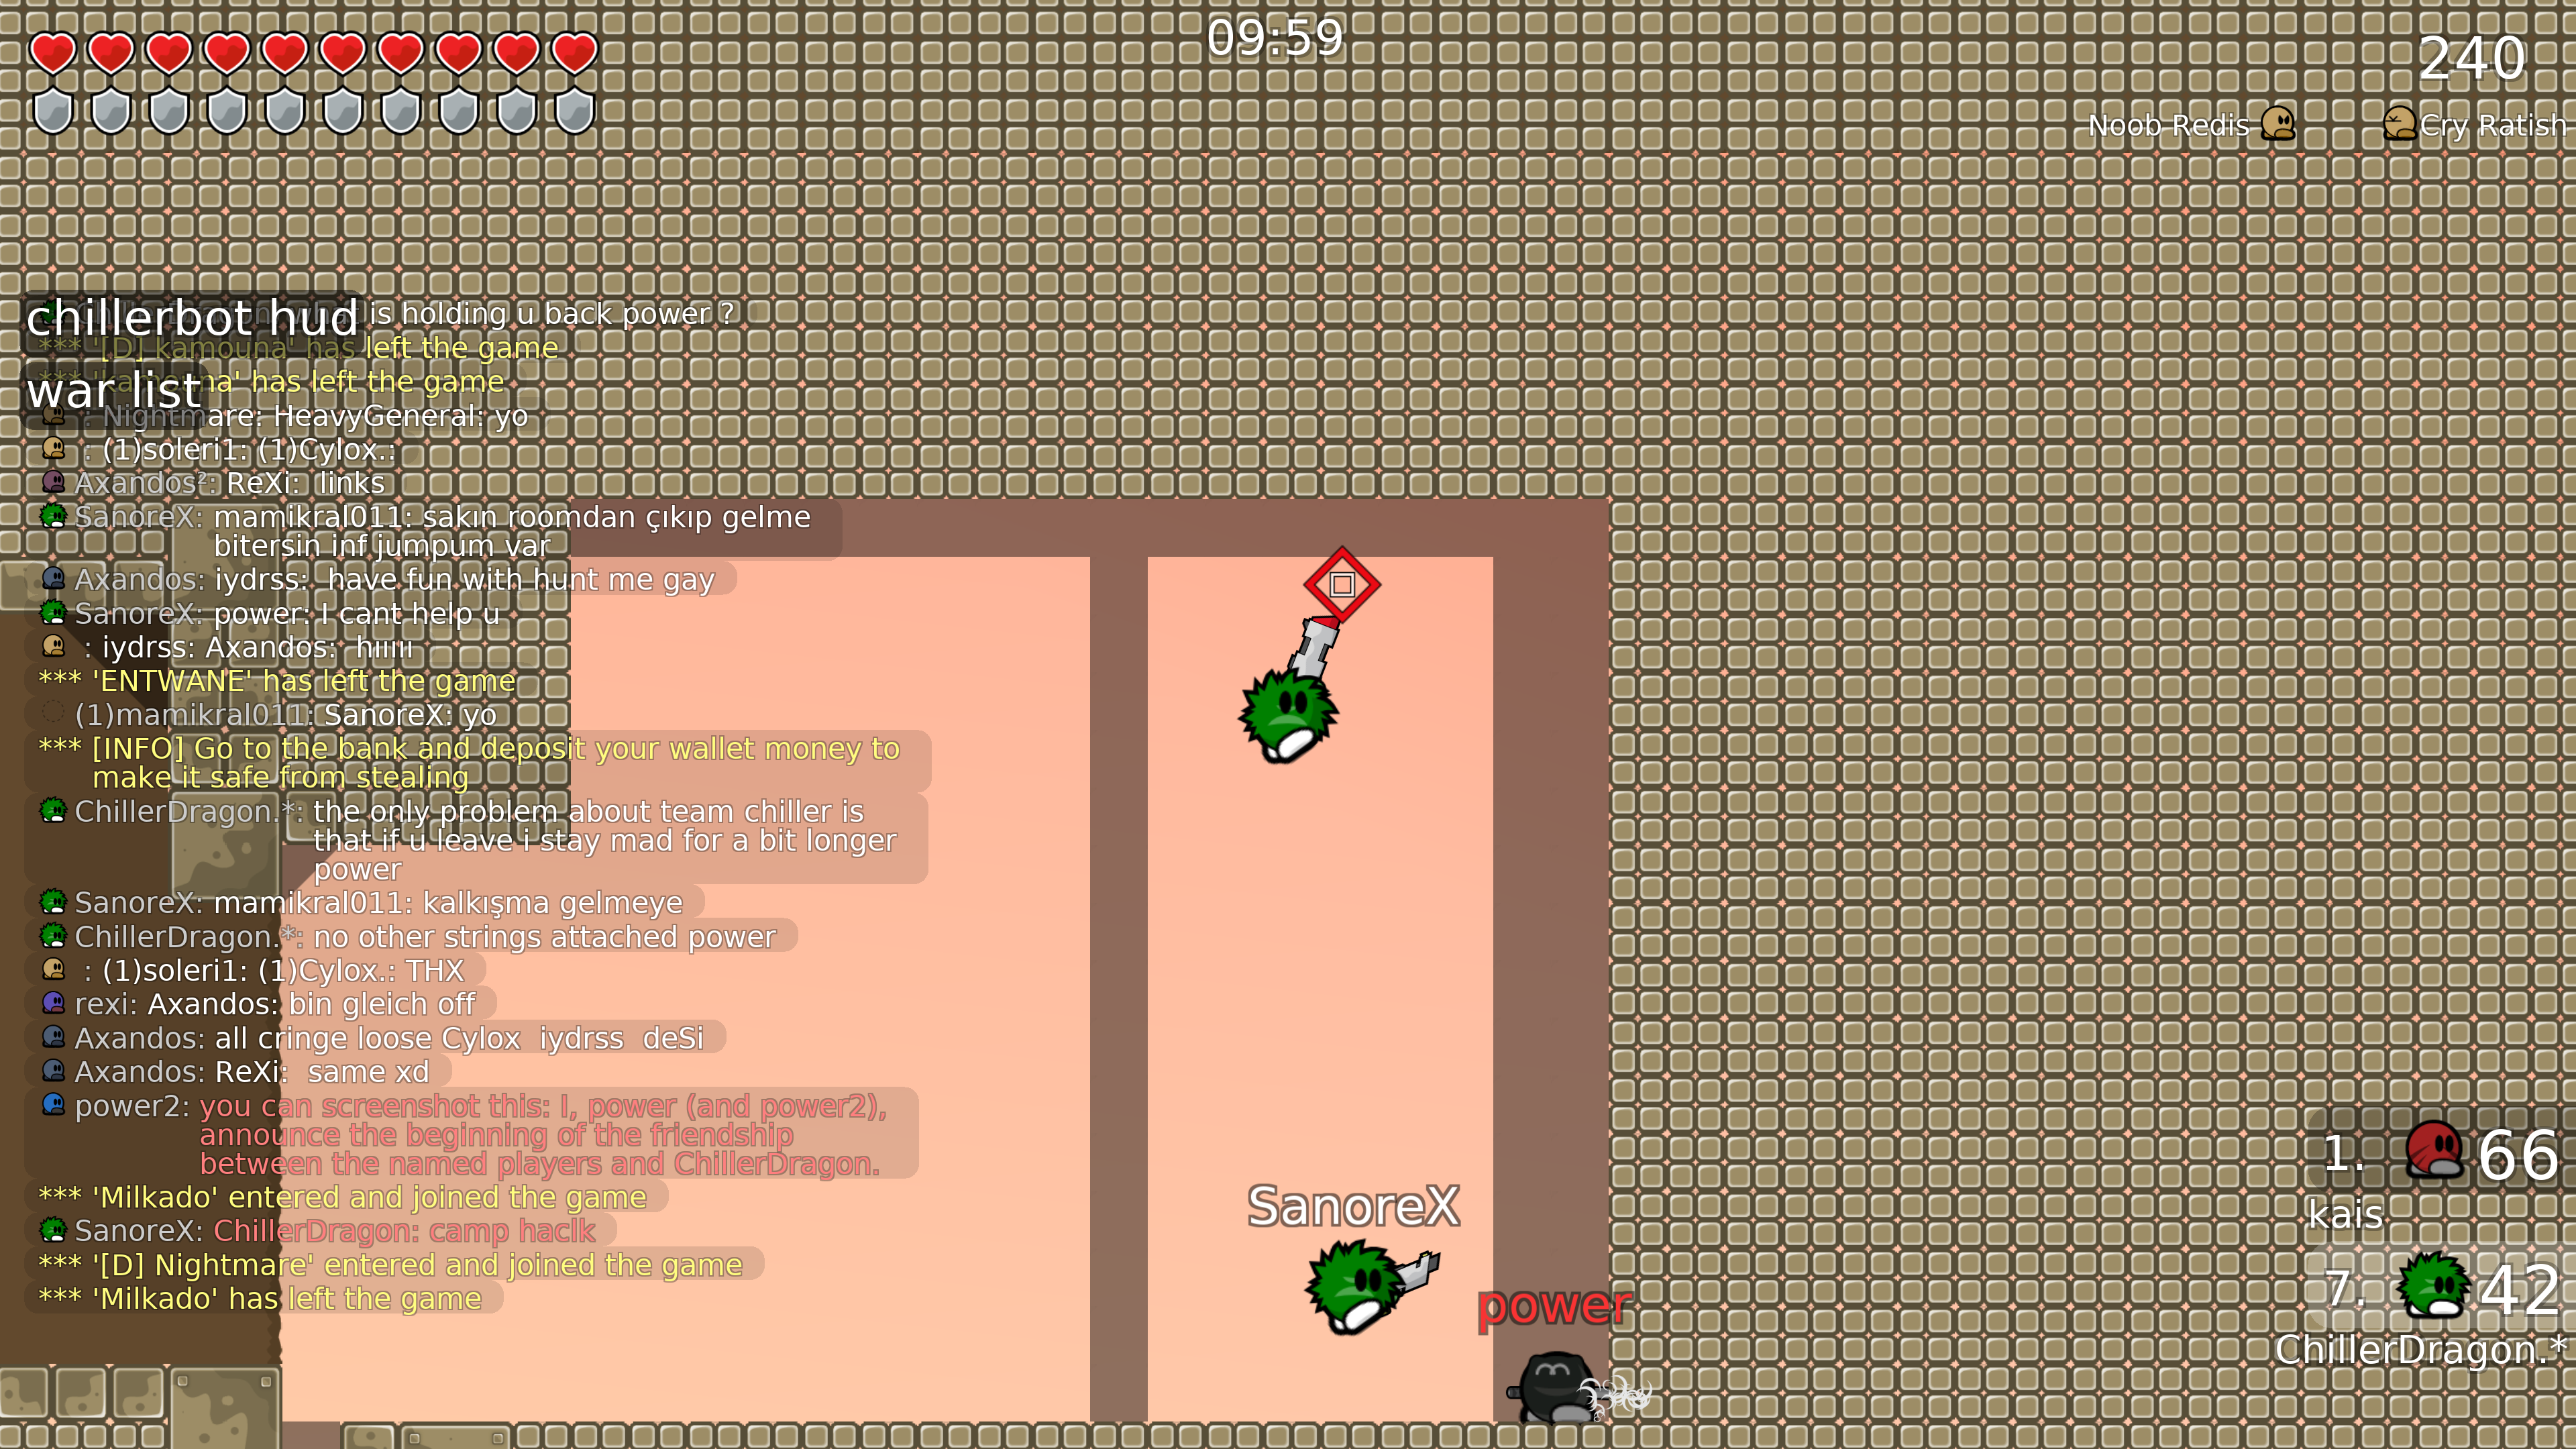 09:59
240
Noob Redis
Cry Ratish
chillerbot hud
is holding u back power ?
*** '[D] kamouna' has left the game
war list
na' has left the game
: Nightmare: HeavyGeneral: yo
: (1)soleri1: (1)Cylox.:
Axandos²: ReXi:  links
SanoreX: mamikral011: sakın roomdan çıkıp gelme
bitersin inf jumpum var
Axandos: iydrss:  have fun with hunt me gay
SanoreX: power: I cant help u
: iydrss: Axandos:  hıııı
*** 'ENTWANE' has left the game
(1)mamikral011: SanoreX: yo
*** [INFO] Go to the bank and deposit your wallet money to
make it safe from stealing
ChillerDragon.*: the only problem about team chiller is
that if u leave i stay mad for a bit longer
power
SanoreX: mamikral011: kalkışma gelmeye
ChillerDragon.*: no other strings attached power
: (1)soleri1: (1)Cylox.: THX
rexi: Axandos: bin gleich off
Axandos: all cringe loose Cylox  iydrss  deSi
Axandos: ReXi:  same xd
power2: you can screenshot this: I, power (and power2),
announce the beginning of the friendship
between the named players and ChillerDragon.
*** 'Milkado' entered and joined the game
SanoreX: ChillerDragon: camp haclk
*** '[D] Nightmare' entered and joined the game
*** 'Milkado' has left the game
SanoreX
power
1. 66
kais
7. 42
ChillerDragon.*